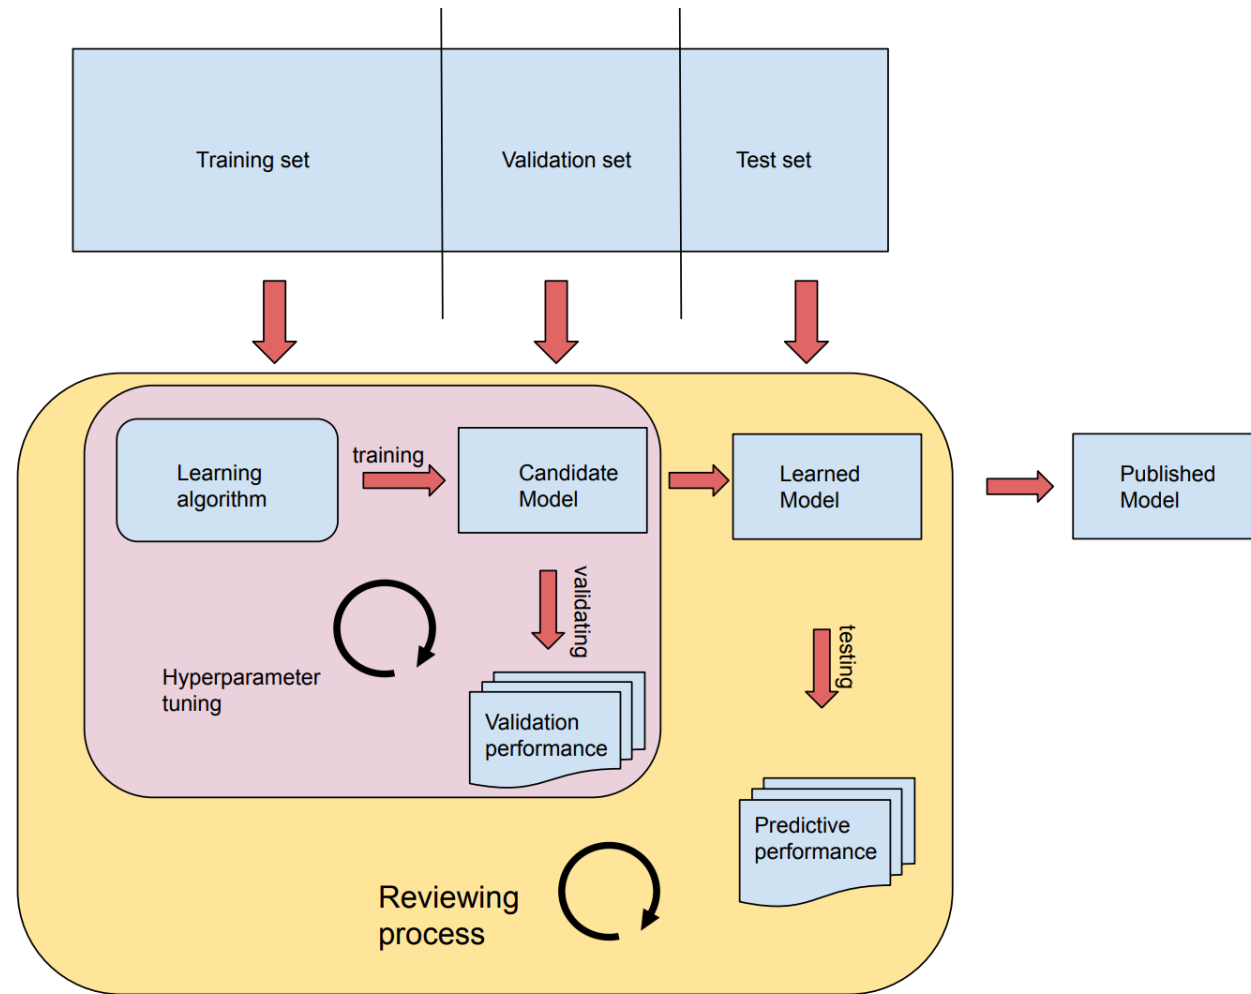 Training set
Validation set
Test set
Learning
algorithm
training
Candidate
Model
Learned
Model
Published
Model
validating
testing
Hyperparameter
tuning
Validation
performance
Predictive
performance
Reviewing
process